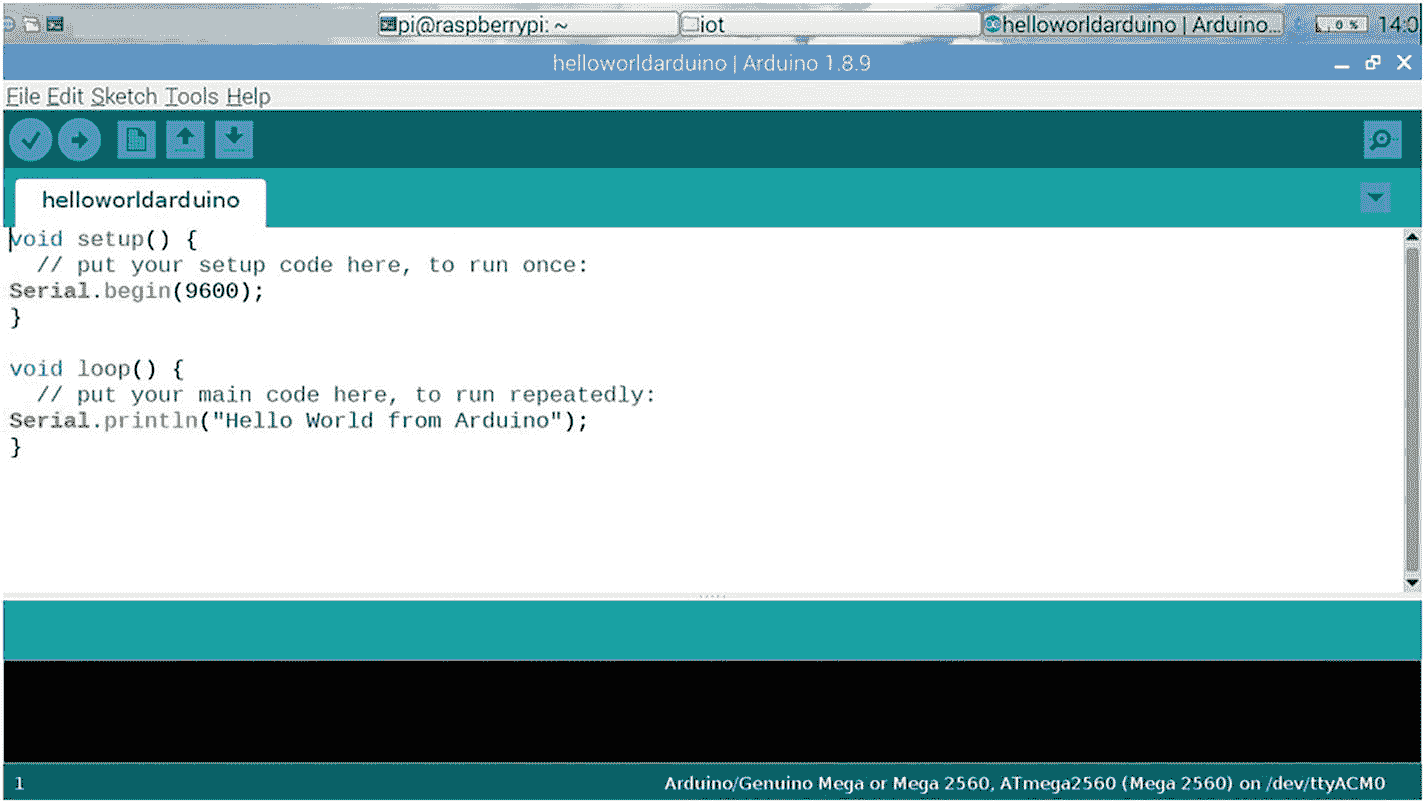 pi@raspberrypi: ~ iot helloworldarduino | Arduino... 0 % 14:0
helloworldarduino | Arduino 1.8.9
File Edit Sketch Tools Help
helloworldarduino
void setup() {
  // put your setup code here, to run once:
Serial.begin(9600);
}
void loop() {
  // put your main code here, to run repeatedly:
Serial.println("Hello World from Arduino");
}
1 Arduino/Genuino Mega or Mega 2560, ATmega2560 (Mega 2560) on /dev/ttyACM0